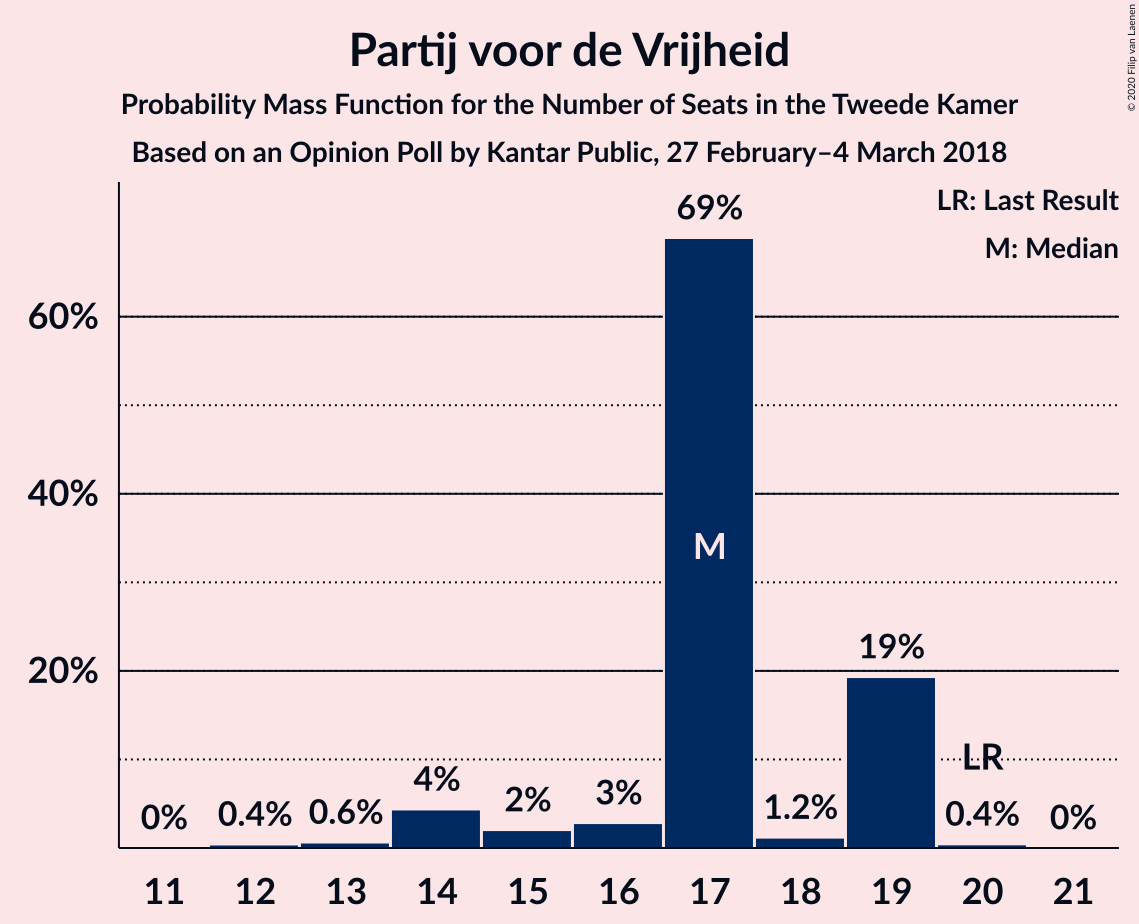 Partij voor de Vrijheid
Probability Mass Function for the Number of Seats in the Tweede Kamer
Based on an Opinion Poll by Kantar Public, 27 February–4 March 2018
© 2020 Filip van Laenen
LR: Last Result
M: Median
60%
40%
20%
0%
0.4%
0.6%
4%
2%
3%
69%
M
1.2%
19%
LR
0.4%
0%
11 12 13 14 15 16 17 18 19 20 21